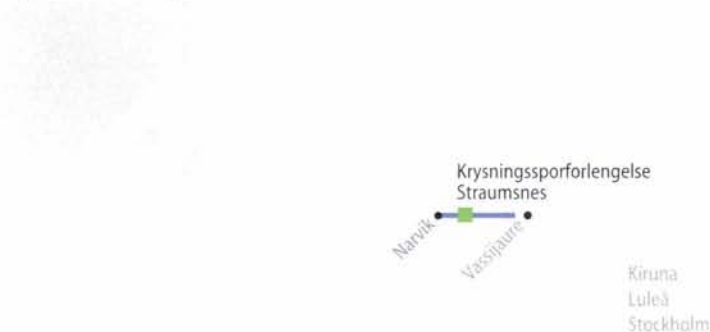 Krysningssporforlengelse
Straumsnes
Narvik
Vassijaure
Kiruna
Luleå
Stockholm